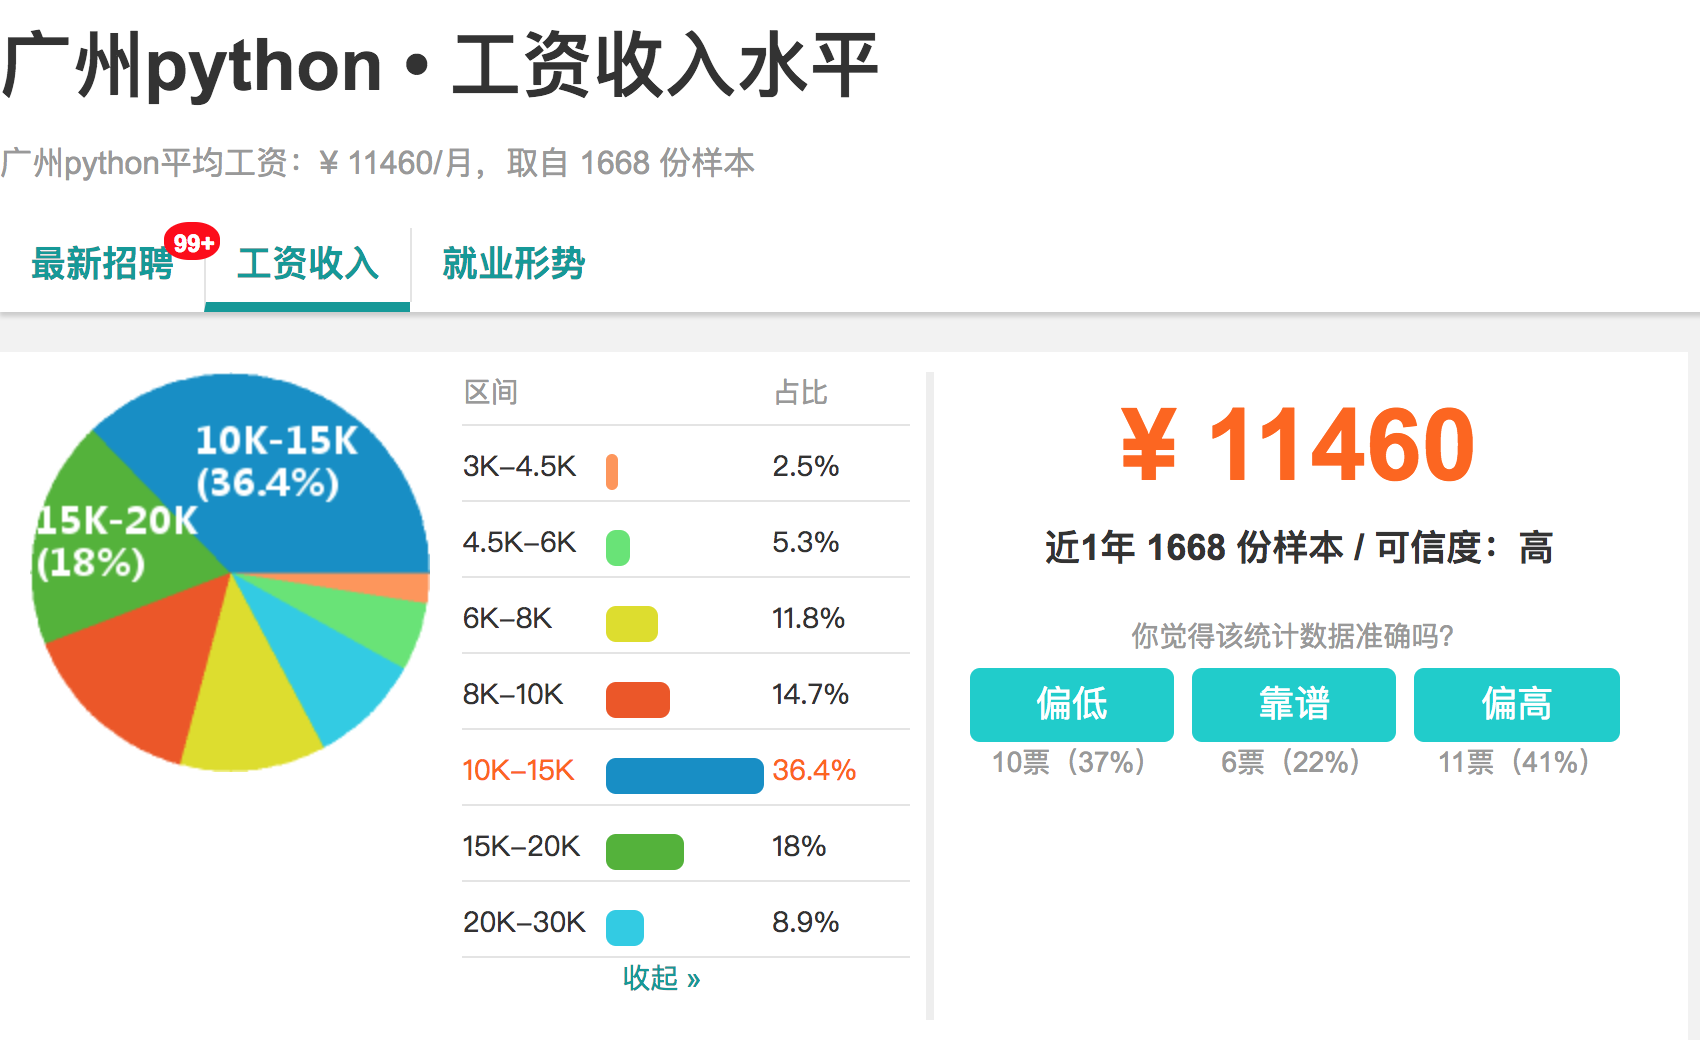 广州python • 工资收入水平
广州python平均工资：¥ 11460/月，取自 1668 份样本
最新招聘 99+ 工资收入 就业形势
10K-15K
(36.4%)
15K-20K
(18%)
区间 占比
3K–4.5K 2.5%
4.5K–6K 5.3%
6K–8K 11.8%
8K–10K 14.7%
10K–15K 36.4%
15K–20K 18%
20K–30K 8.9%
收起 »
¥ 11460
近1年 1668 份样本 / 可信度：高
你觉得该统计数据准确吗?
偏低 靠谱 偏高
10票（37%） 6票（22%） 11票（41%）